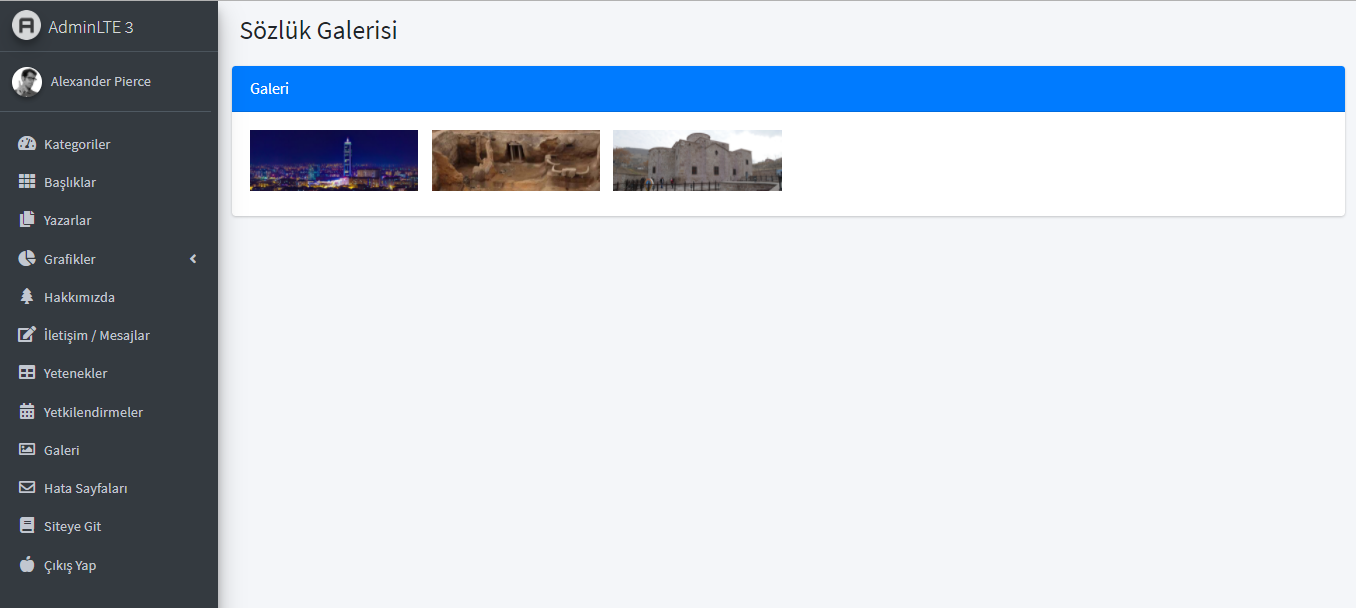 AdminLTE 3
Alexander Pierce
Kategoriler
Başlıklar
Yazarlar
Grafikler
Hakkımızda
İletişim / Mesajlar
Yetenekler
Yetkilendirmeler
Galeri
Hata Sayfaları
Siteye Git
Çıkış Yap
Sözlük Galerisi
Galeri